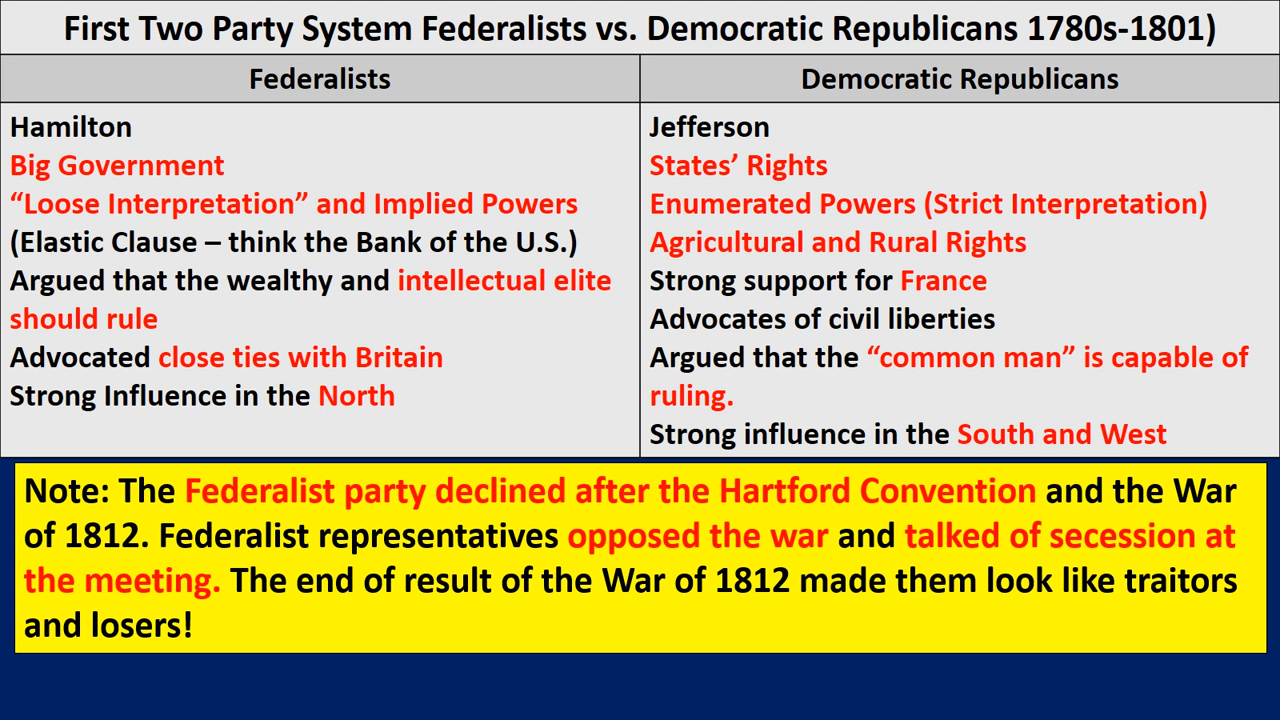 First Two Party System Federalists vs. Democratic Republicans 1780s-1801)
Federalists
Hamilton
Big Government
“Loose Interpretation” and Implied Powers
(Elastic Clause – think the Bank of the U.S.)
Argued that the wealthy and intellectual elite
should rule
Advocated close ties with Britain
Strong Influence in the North
Democratic Republicans
Jefferson
States’ Rights
Enumerated Powers (Strict Interpretation)
Agricultural and Rural Rights
Strong support for France
Advocates of civil liberties
Argued that the “common man” is capable of
ruling.
Strong influence in the South and West
Note: The Federalist party declined after the Hartford Convention and the War
of 1812. Federalist representatives opposed the war and talked of secession at
the meeting. The end of result of the War of 1812 made them look like traitors
and losers!